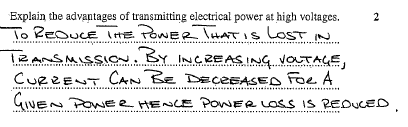 Explain the advantages of transmitting electrical power at high voltages. 2
TO REDUCE THE POWER THAT IS LOST IN
TRANSMISSION. BY INCREASING VOLTAGE,
CURRENT CAN BE DECREASED FOR A
GIVEN POWER HENCE POWER LOSS IS REDUCED.